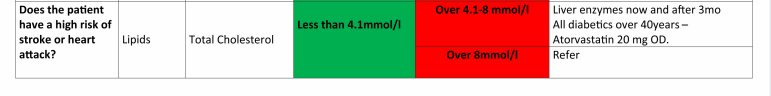 Does the patient
have a high risk of
stroke or heart
attack?
Lipids
Total Cholesterol
Less than 4.1mmol/l
Over 4.1-8 mmol/l
Liver enzymes now and after 3mo
All diabetics over 40years –
Atorvastatin 20 mg OD.
Over 8mmol/l
Refer